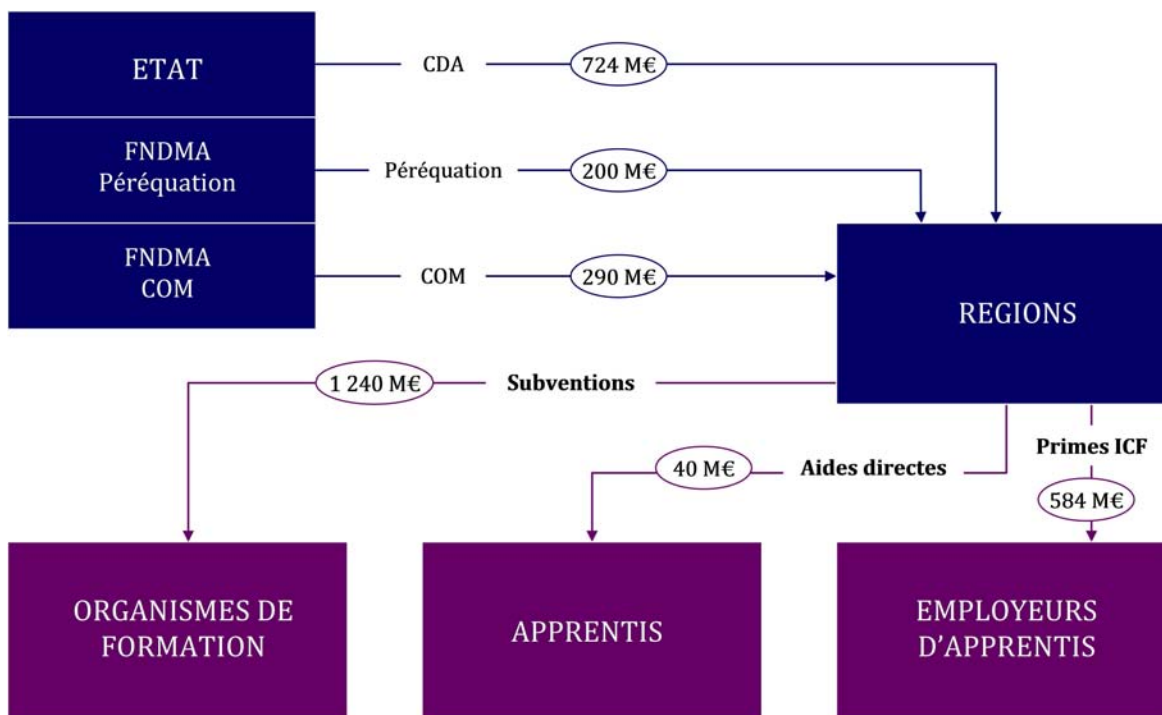 ETAT
CDA
724 M€
FNDMA
Péréquation
Péréquation
200 M€
FNDMA
COM
COM
290 M€
REGIONS
1 240 M€
Subventions
40 M€
Aides directes
Primes ICF
584 M€
ORGANISMES DE
FORMATION
APPRENTIS
EMPLOYEURS
D’APPRENTIS